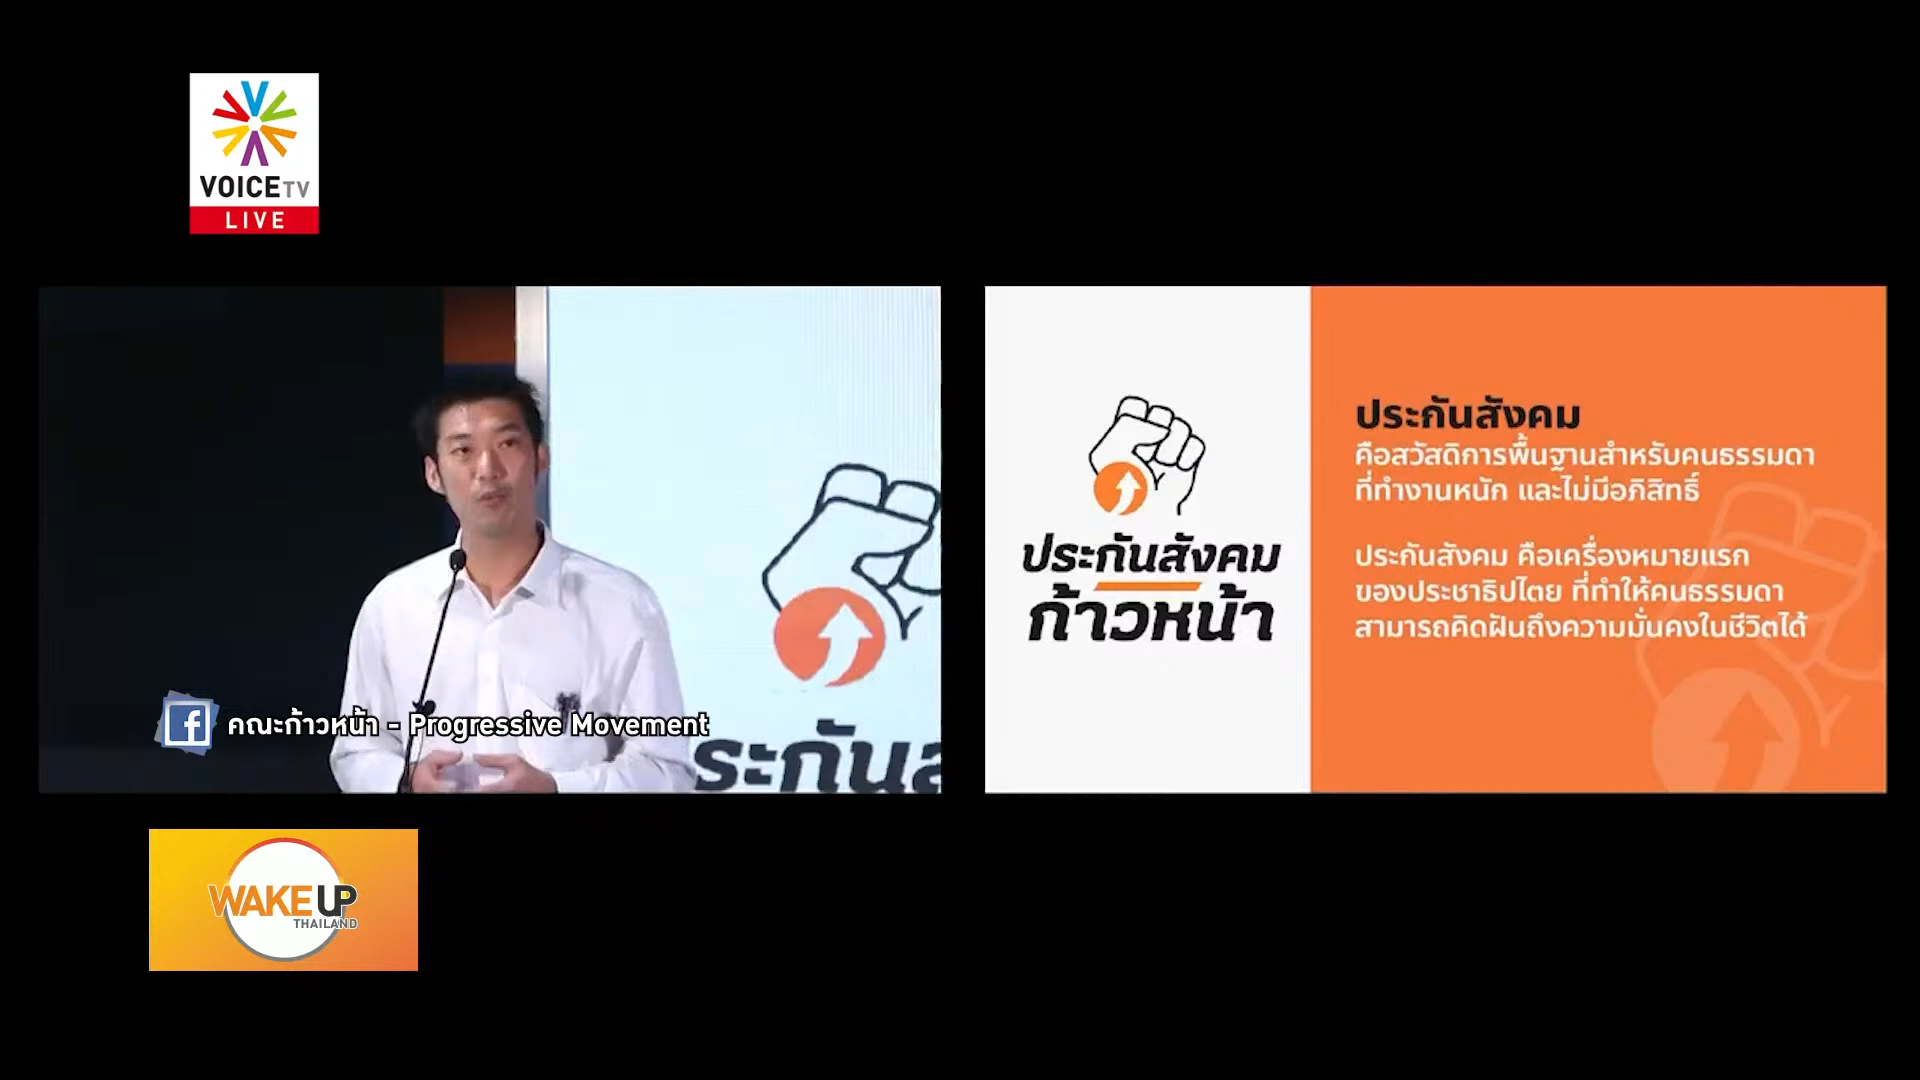 VOICE TV
LIVE
คณะก้าวหน้า - Progressive Movement
ระกันส
ประกันสังคม
ก้าวหน้า
ประกันสังคม
คือสวัสดิการพื้นฐานสำหรับคนธรรมดา
ที่ทำงานหนัก และไม่มีอภิสิทธิ์
ประกันสังคม คือเครื่องหมายแรก
ของประชาธิปไตย ที่ทำให้คนธรรมดา
สามารถคิดฝันถึงความมั่นคงในชีวิตได้
WAKE UP
THAILAND